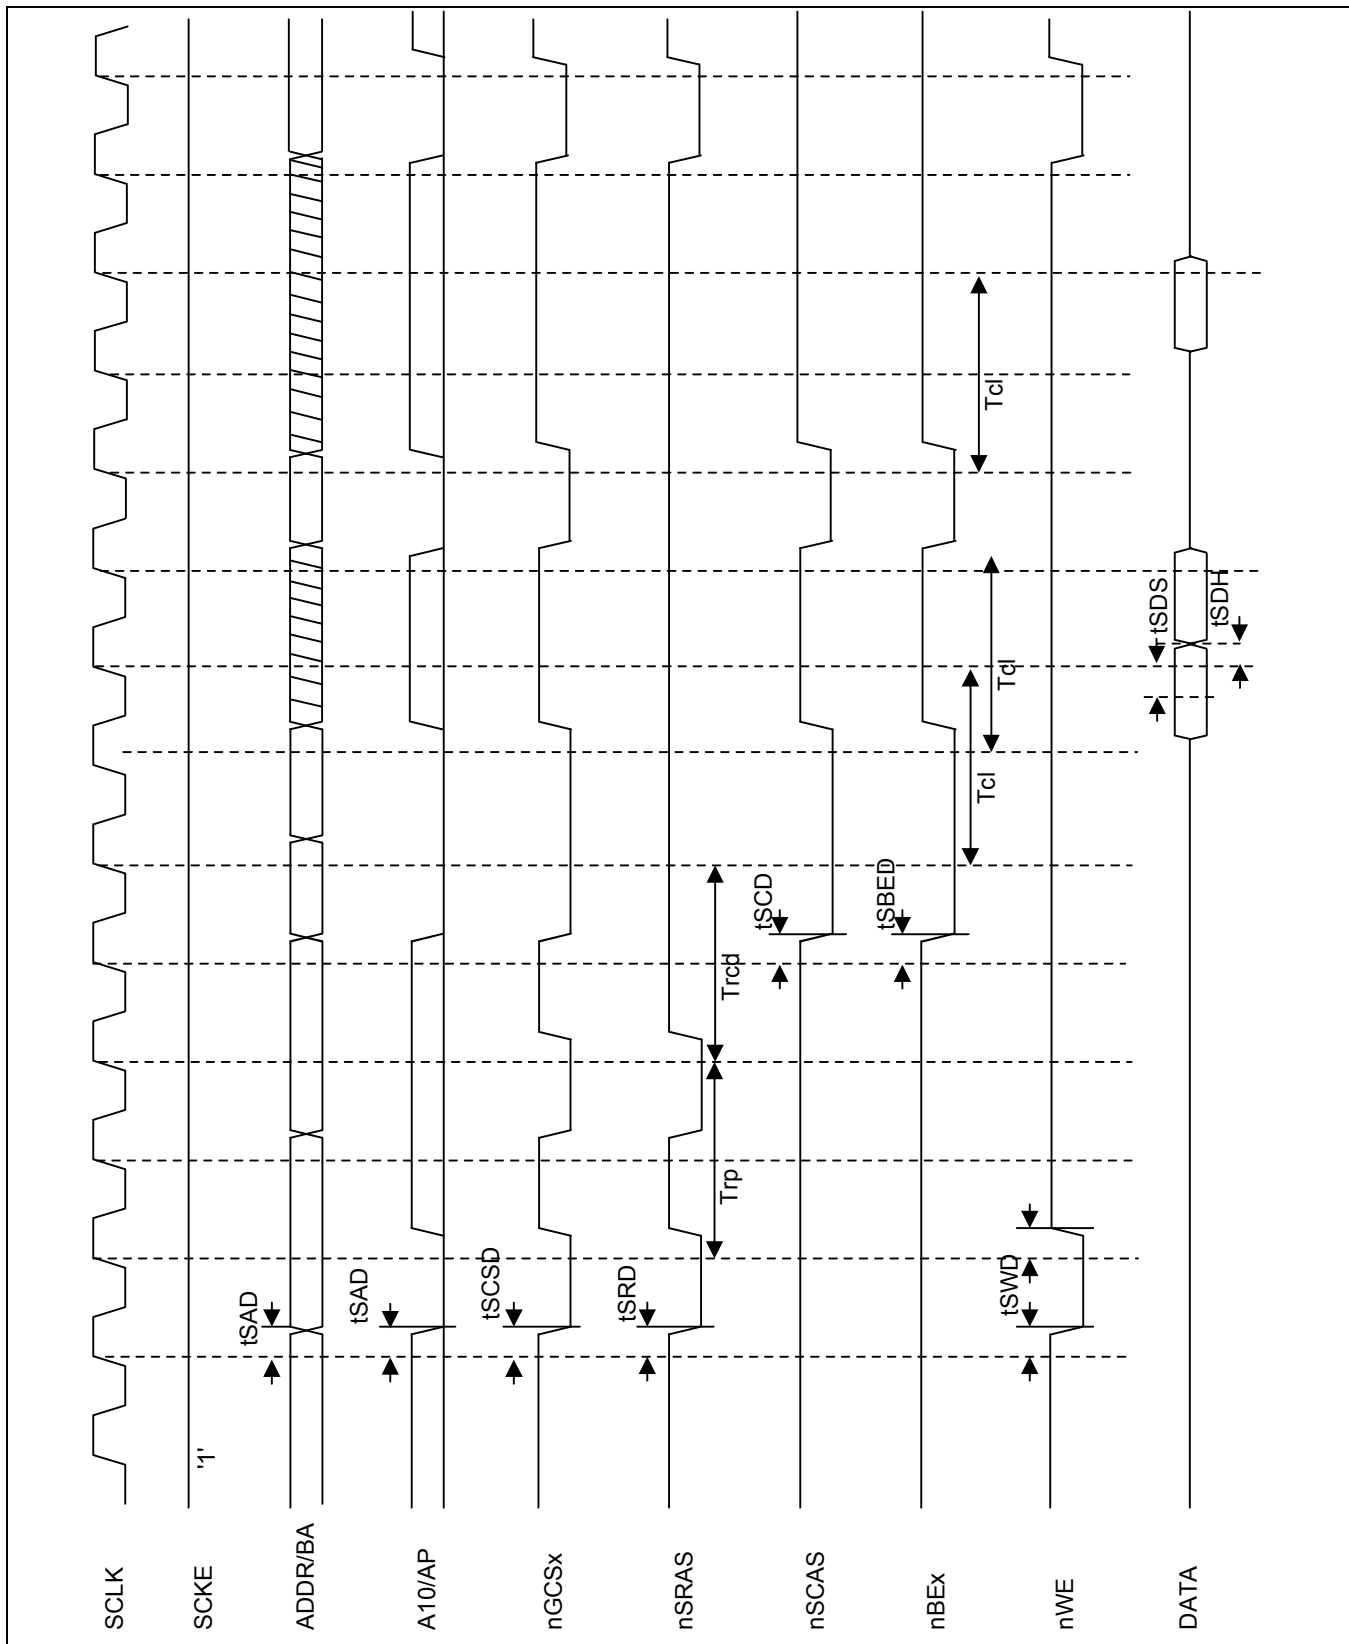 SCLK
SCKE
'1'
ADDR/BA
tSAD
A10/AP
tSAD
nGCSx
tSCSD
nSRAS
tSRD
Trp
Trcd
nSCAS
tSCD
nBEx
tSBED
Tcl
Tcl
Tcl
nWE
tSWD
DATA
tSDS
tSDH